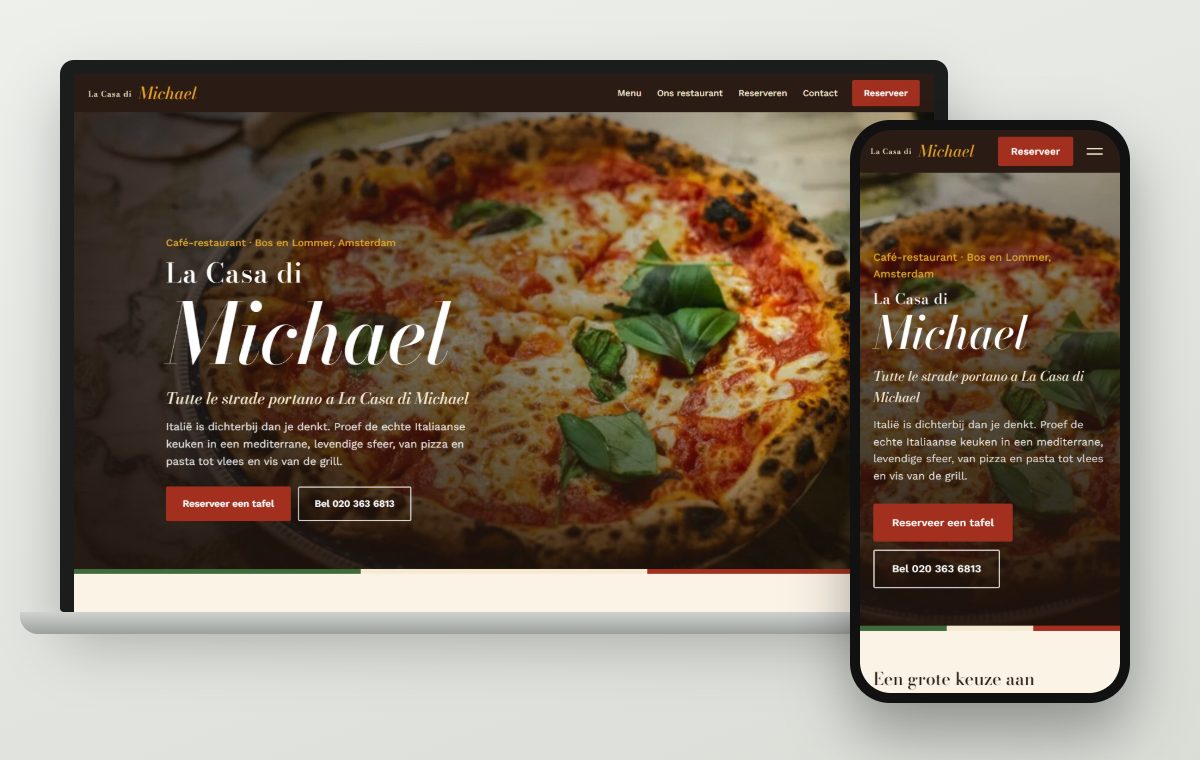 La Casa di Michael
Menu Ons restaurant Reserveren Contact Reserveer
Café-restaurant · Bos en Lommer, Amsterdam
La Casa di
Michael
Tutte le strade portano a La Casa di Michael
Italië is dichterbij dan je denkt. Proef de echte Italiaanse
keuken in een mediterrane, levendige sfeer, van pizza en
pasta tot vlees en vis van de grill.
Reserveer een tafel Bel 020 363 6813
La Casa di Michael Reserveer
Café-restaurant · Bos en Lommer,
Amsterdam
La Casa di
Michael
Tutte le strade portano a La Casa di
Michael
Italië is dichterbij dan je denkt. Proef de
echte Italiaanse keuken in een mediterrane,
levendige sfeer, van pizza en pasta tot vlees
en vis van de grill.
Reserveer een tafel
Bel 020 363 6813
Een grote keuze aan